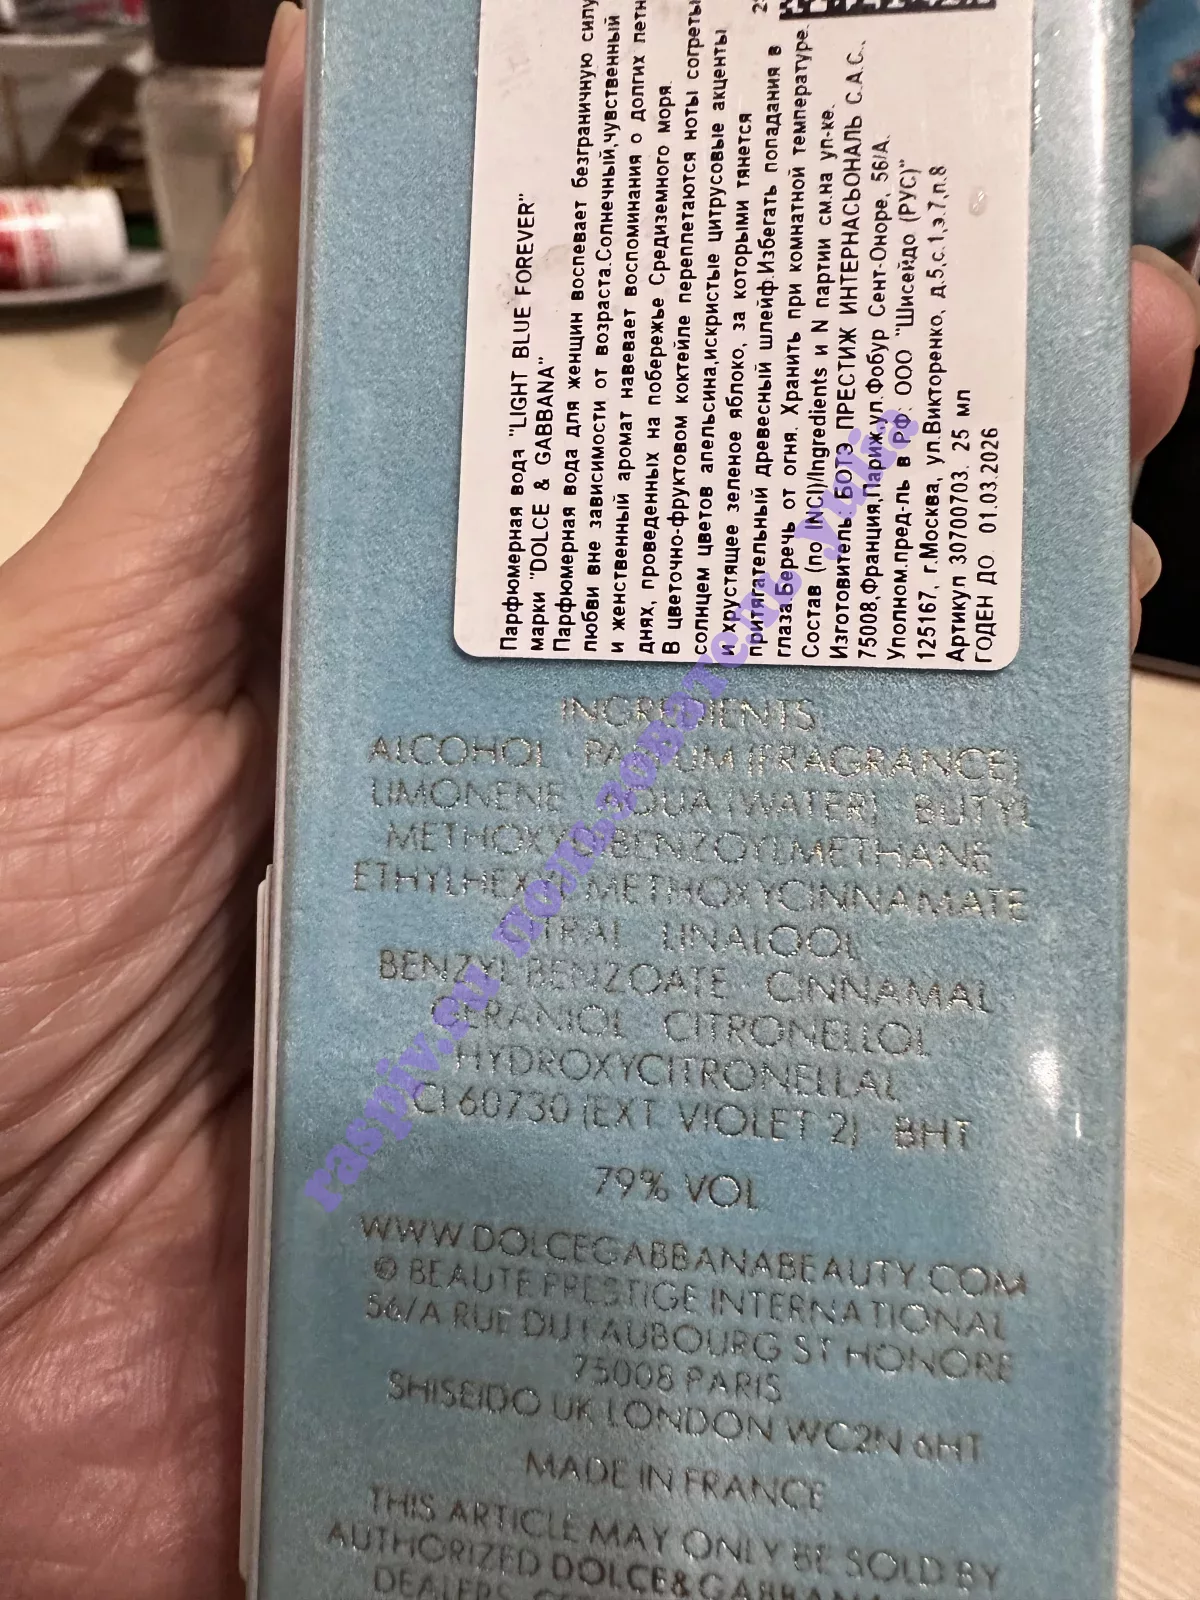 Парфюмерная вода "LIGHT BLUE FOREVER"
марки "DOLCE & GABBANA"
Парфюмерная вода для женщин воспевает безграничную силу
любви вне зависимости от возраста.Солнечный,чувственный
и женственный аромат навевает воспоминания о долгих летн
днях, проведенных на побережье Средиземного моря.
В цветочно-фруктовом коктейле переплетаются ноты согреты
солнцем цветов апельсина,искристые цитрусовые акценты
и хрустящее зеленое яблоко, за которыми тянется
притягательный древесный шлейф.Избегать попадания в
глаза.Беречь от огня. Хранить при комнатной температуре.
Состав (по INCI)/Ingredients и N партии см.на уп-ке.
Изготовитель: БОТЭ ПРЕСТИЖ ИНТЕРНАСЬОНАЛЬ С.А.С.,
75008,Франция,Париж,ул.Фобур Сент-Оноре, 56/А.
Уполном.пред-ль в РФ: ООО "Шисейдо (РУС)"
125167, г.Москва, ул.Викторенко, д.5,с.1,э.7,п.8
Артикул 30700703. 25 мл
ГОДЕН ДО 01.03.2026
INGREDIENTS
ALCOHOL PARFUM (FRAGRANCE)
LIMONENE AQUA (WATER) BUTYL
METHOXYDIBENZOYLMETHANE
ETHYLHEXYL METHOXYCINNAMATE
CITRAL LINALOOL
BENZYL BENZOATE CINNAMAL
GERANIOL CITRONELLOL
HYDROXYCITRONELLAL
CI 60730 (EXT. VIOLET 2) BHT
79% VOL
WWW.DOLCEGABBANABEAUTY.COM
© BEAUTE PRESTIGE INTERNATIONAL
56/A RUE DU FAUBOURG ST HONORE
75008 PARIS
SHISEIDO UK LONDON WC2N 6HT
MADE IN FRANCE
THIS ARTICLE MAY ONLY BE SOLD BY
AUTHORIZED DOLCE&GABBANA
DEALERS
raspiv.su